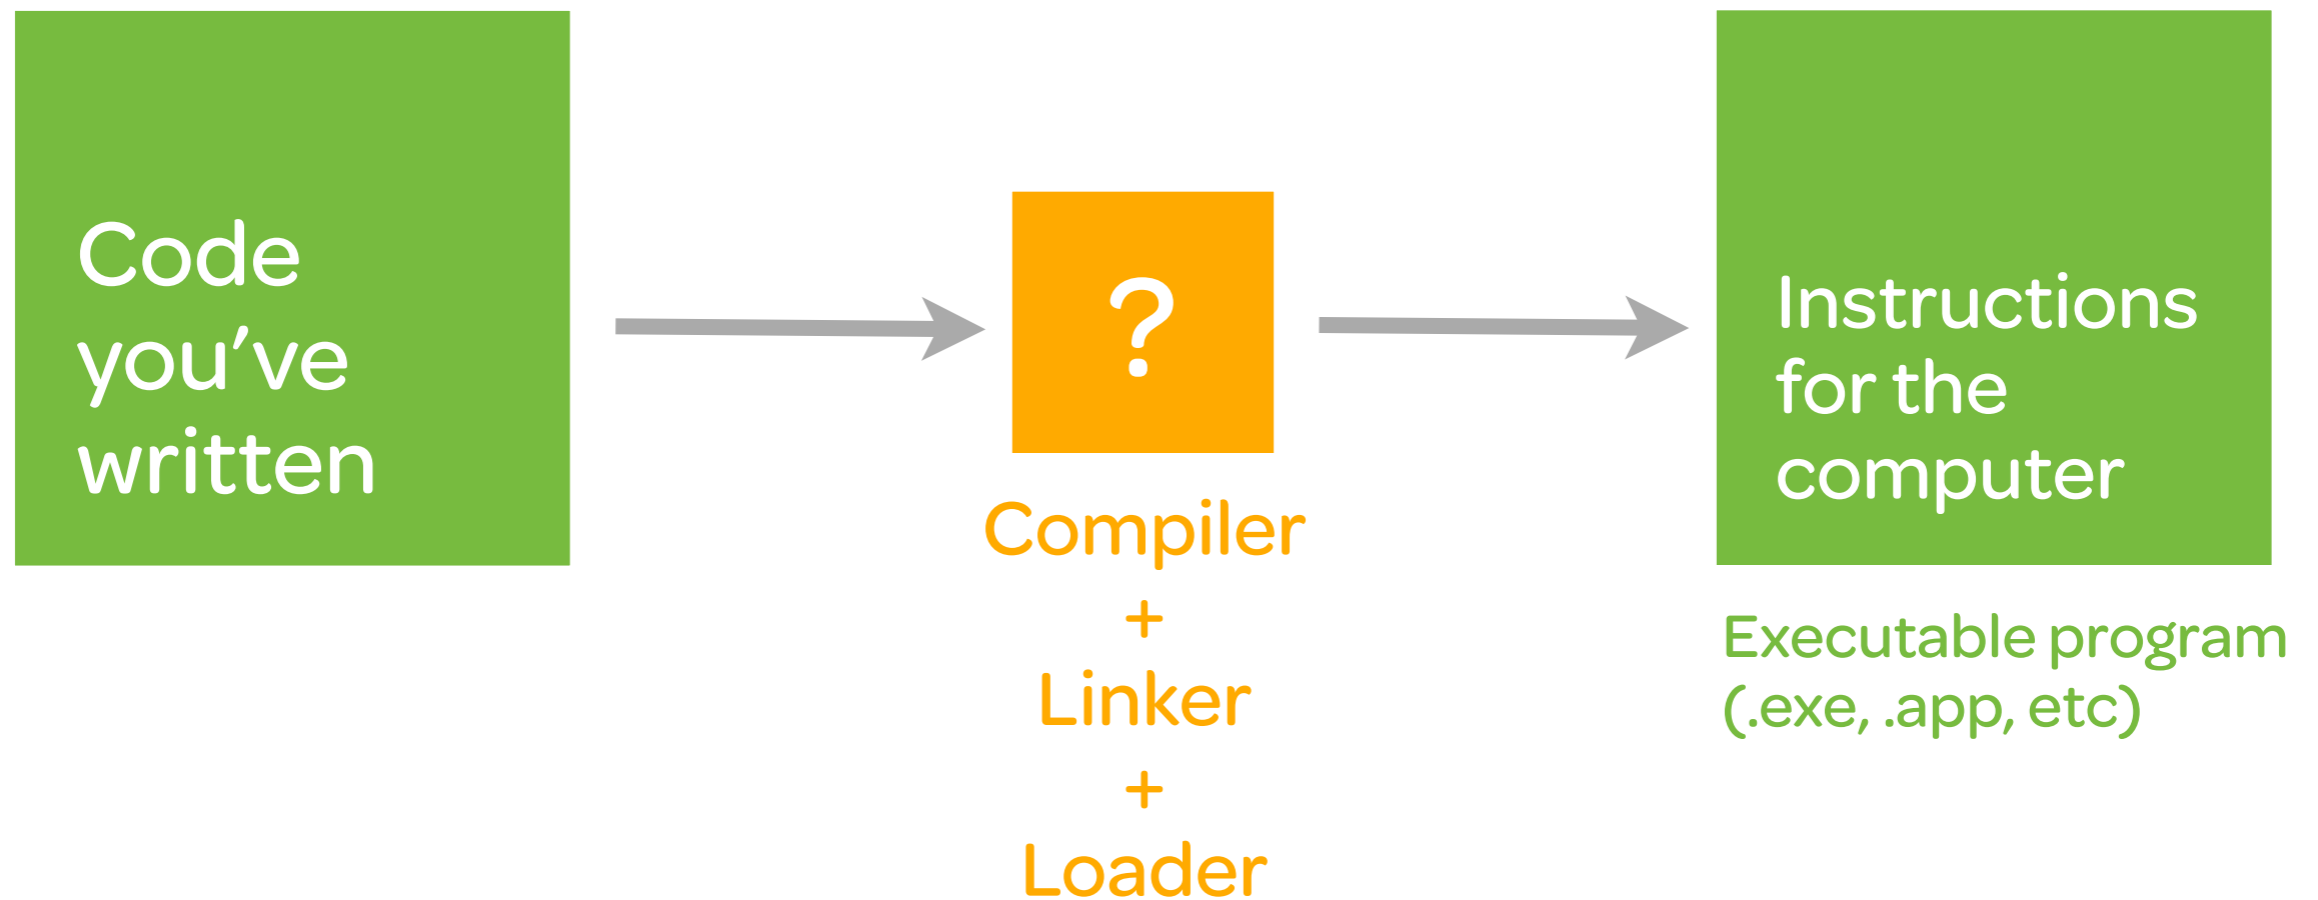 Code
you've
written
?
Compiler
+
Linker
+
Loader
Instructions
for the
computer
Executable program
(.exe, .app, etc)